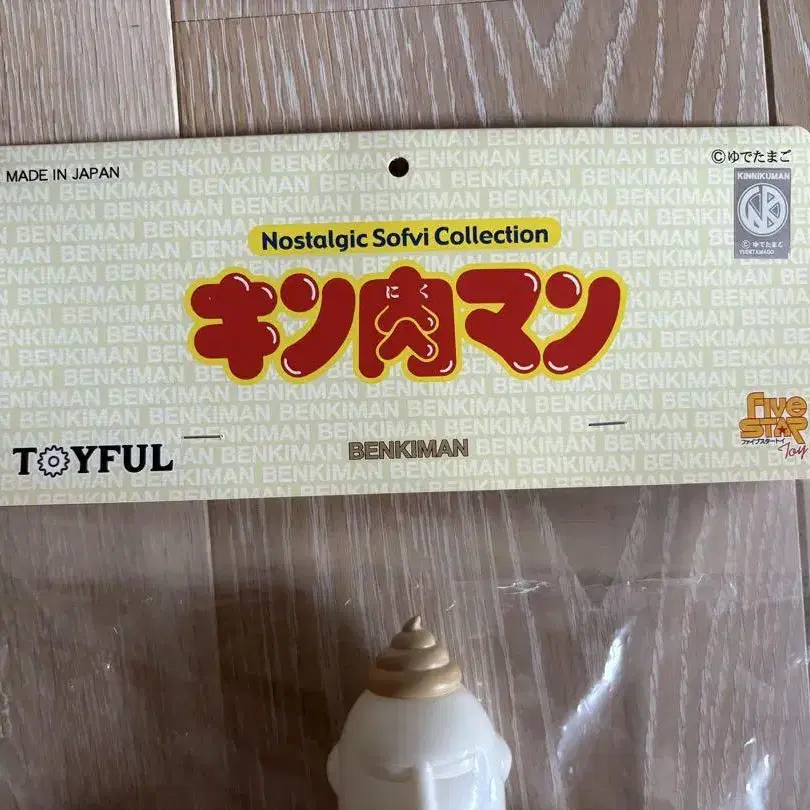 MADE IN JAPAN
©ゆでたまご
KINNIKUMAN
©ゆでたまご
YUDETAMAGO
Nostalgic Sofvi Collection
にく
キン肉マン
Five
STAR
ファイブスタートイ
Toy
TOYFUL
BENKIMAN